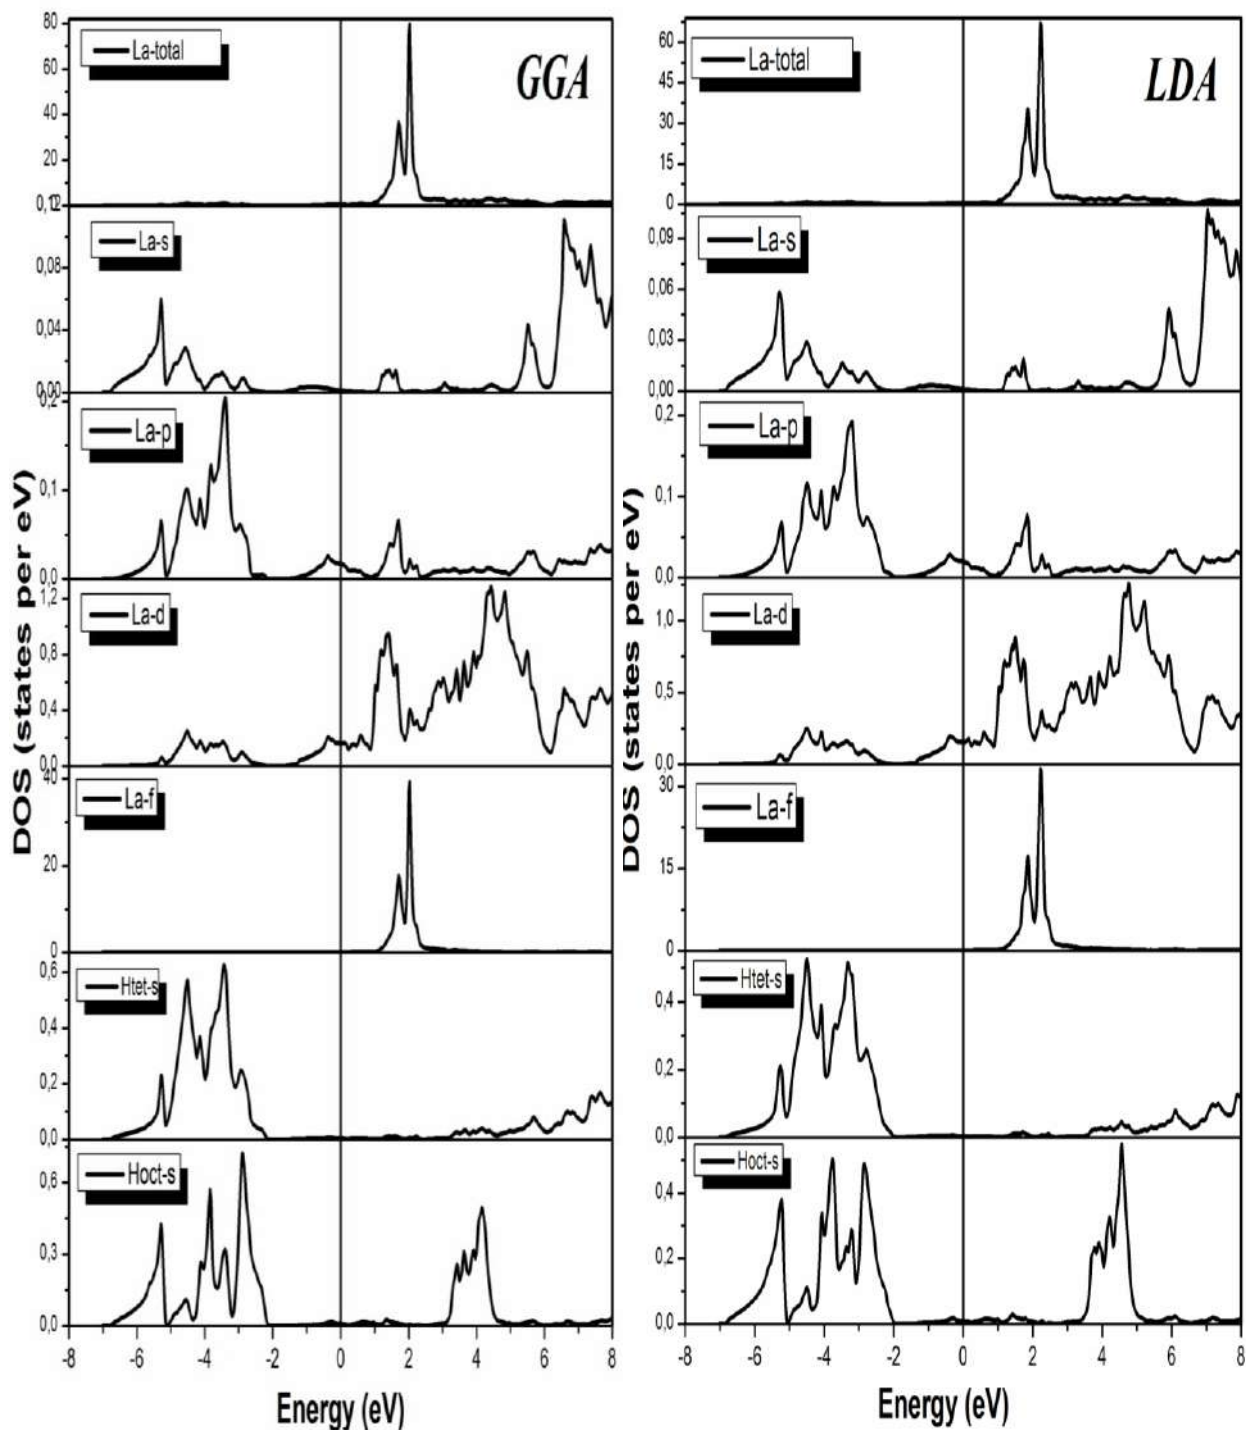 GGA
La-total
80
60
40
20
0
0,12
La-s
0,08
0,04
0,00
0,2
La-p
0,1
0,0
1,2
La-d
0,8
0,4
0,0
40
La-f
20
0
0,6
Htet-s
0,4
0,2
0,0
Hoct-s
0,6
0,3
0,0
-8 -6 -4 -2 0 2 4 6 8
DOS (states per eV)
Energy (eV)
LDA
La-total
60
45
30
15
0
La-s
0,09
0,06
0,03
0,00
0,2
La-p
0,1
0,0
La-d
1,0
0,5
0,0
30
La-f
15
0
Htet-s
0,4
0,2
0,0
Hoct-s
0,4
0,2
0,0
-8 -6 -4 -2 0 2 4 6 8
DOS (states per eV)
Energy (eV)